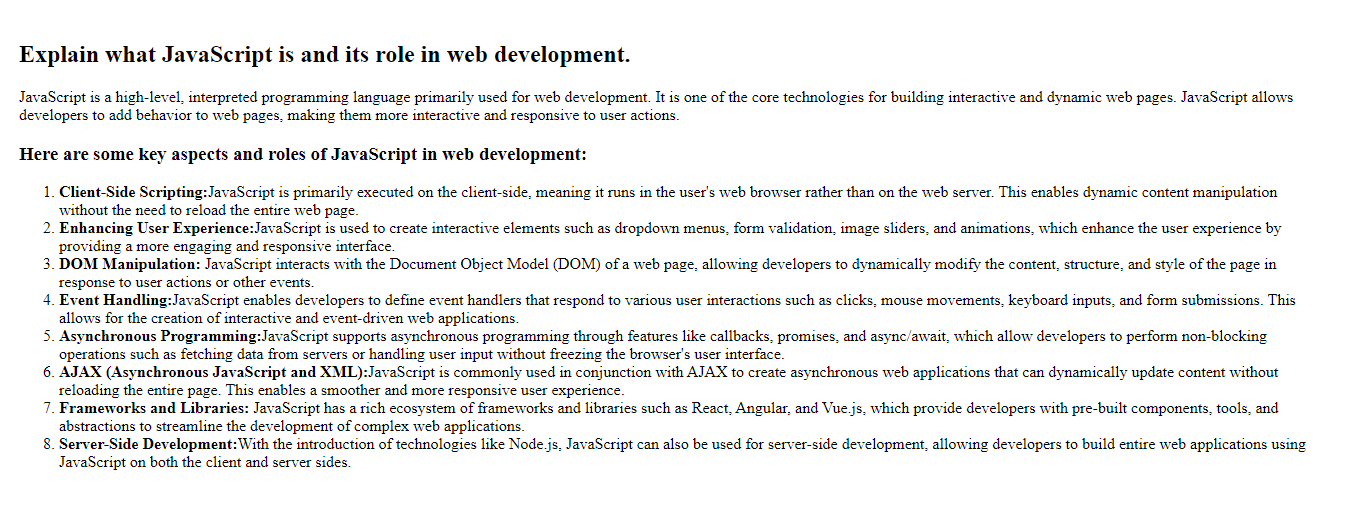 Explain what JavaScript is and its role in web development.
JavaScript is a high-level, interpreted programming language primarily used for web development. It is one of the core technologies for building interactive and dynamic web pages. JavaScript allows
developers to add behavior to web pages, making them more interactive and responsive to user actions.
Here are some key aspects and roles of JavaScript in web development:
1. Client-Side Scripting:JavaScript is primarily executed on the client-side, meaning it runs in the user's web browser rather than on the web server. This enables dynamic content manipulation
without the need to reload the entire web page.
2. Enhancing User Experience:JavaScript is used to create interactive elements such as dropdown menus, form validation, image sliders, and animations, which enhance the user experience by
providing a more engaging and responsive interface.
3. DOM Manipulation: JavaScript interacts with the Document Object Model (DOM) of a web page, allowing developers to dynamically modify the content, structure, and style of the page in
response to user actions or other events.
4. Event Handling:JavaScript enables developers to define event handlers that respond to various user interactions such as clicks, mouse movements, keyboard inputs, and form submissions. This
allows for the creation of interactive and event-driven web applications.
5. Asynchronous Programming:JavaScript supports asynchronous programming through features like callbacks, promises, and async/await, which allow developers to perform non-blocking
operations such as fetching data from servers or handling user input without freezing the browser's user interface.
6. AJAX (Asynchronous JavaScript and XML):JavaScript is commonly used in conjunction with AJAX to create asynchronous web applications that can dynamically update content without
reloading the entire page. This enables a smoother and more responsive user experience.
7. Frameworks and Libraries: JavaScript has a rich ecosystem of frameworks and libraries such as React, Angular, and Vue.js, which provide developers with pre-built components, tools, and
abstractions to streamline the development of complex web applications.
8. Server-Side Development:With the introduction of technologies like Node.js, JavaScript can also be used for server-side development, allowing developers to build entire web applications using
JavaScript on both the client and server sides.